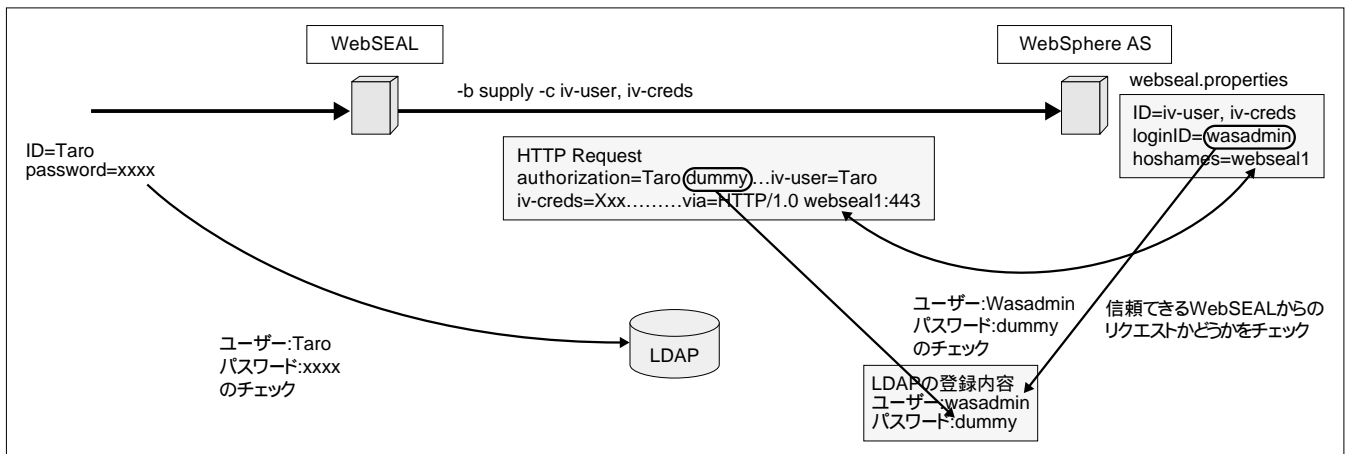 WebSEAL
WebSphere AS
webseal.properties
-b supply -c iv-user, iv-creds
ID=iv-user, iv-creds
loginID=wasadmin
hoshames=webseal1
ID=Taro
password=xxxx
HTTP Request
authorization=Taro dummy…iv-user=Taro
iv-creds=Xxx………via=HTTP/1.0 webseal1:443
ユーザー:Wasadmin
パスワード:dummy
のチェック
信頼できるWebSEALからの
リクエストかどうかをチェック
ユーザー:Taro
パスワード:xxxx
のチェック
LDAP
LDAPの登録内容
ユーザー:wasadmin
パスワード:dummy